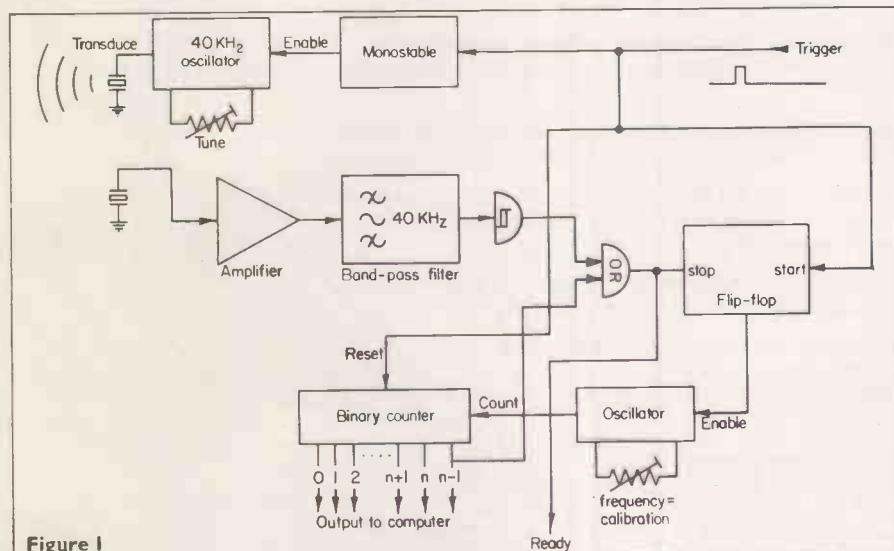 Transduce
40 KHz
oscillator
Enable
Monostable
Trigger
Tune
40 KHz
Amplifier
Band-pass filter
OR
stop
start
Flip-flop
Reset
Binary counter
Count
Oscillator
Enable
0 1 2 ..... n+1 n n-1
Output to computer
frequency=
calibration
Ready
Figure 1